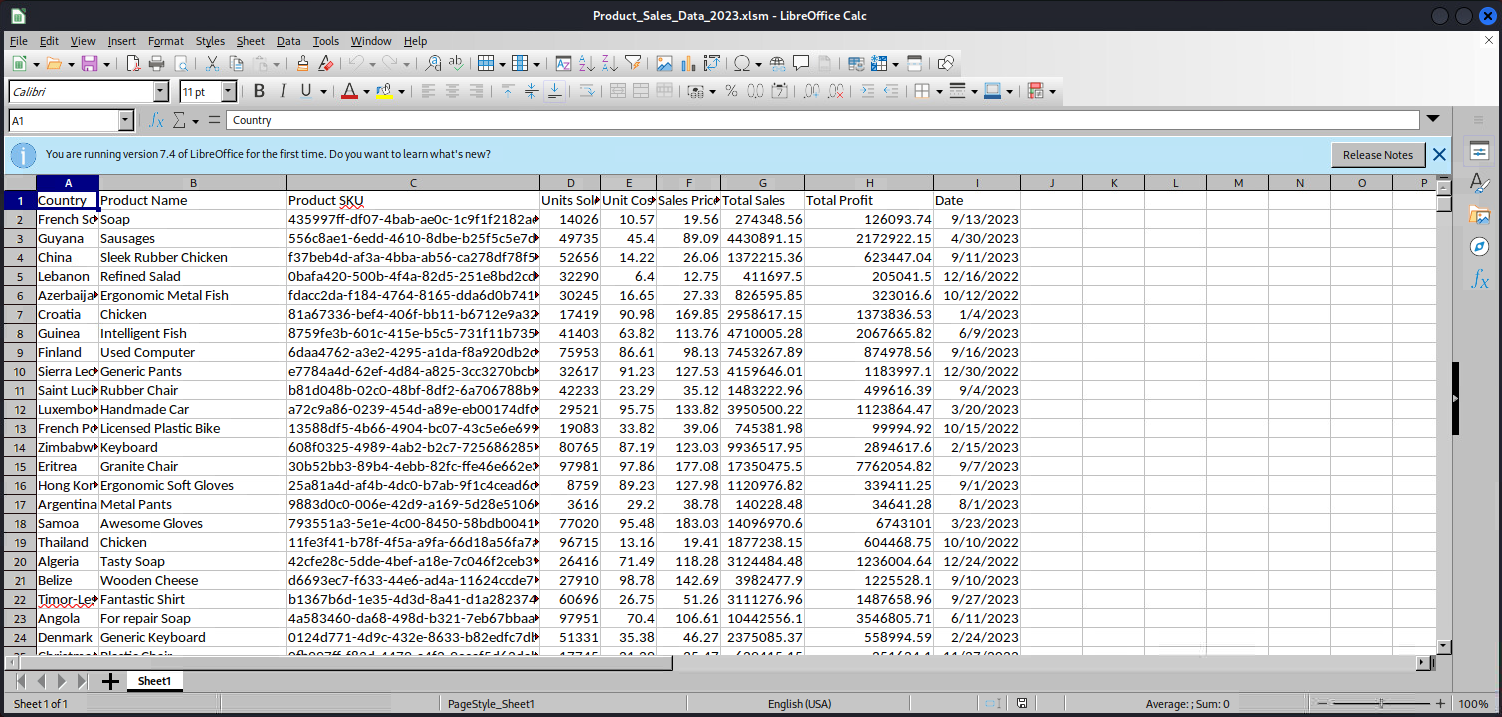 Product_Sales_Data_2023.xlsm - LibreOffice Calc
File Edit View Insert Format Styles Sheet Data Tools Window Help
Calibri 11 pt B I U A
A1 fx Σ = Country
You are running version 7.4 of LibreOffice for the first time. Do you want to learn what's new? Release Notes
A B C D E F G H I J K L M N O P
1 Country Product Name Product SKU Units Sol Unit Cos Sales Price Total Sales Total Profit Date
2 French So Soap 435997ff-df07-4bab-ae0c-1c9f1f2182a 14026 10.57 19.56 274348.56 126093.74 9/13/2023
3 Guyana Sausages 556c8ae1-6edd-4610-8dbe-b25f5c5e7d 49735 45.4 89.09 4430891.15 2172922.15 4/30/2023
4 China Sleek Rubber Chicken f37beb4d-af3a-4bba-ab56-ca278df78f5 52656 14.22 26.06 1372215.36 623447.04 9/11/2023
5 Lebanon Refined Salad 0bafa420-500b-4f4a-82d5-251e8bd2cd 32290 6.4 12.75 411697.5 205041.5 12/16/2022
6 Azerbaija Ergonomic Metal Fish fdacc2da-f184-4764-8165-dda6d0b741 30245 16.65 27.33 826595.85 323016.6 10/12/2022
7 Croatia Chicken 81a67336-bef4-406f-bb11-b6712e9a32 17419 90.98 169.85 2958617.15 1373836.53 1/4/2023
8 Guinea Intelligent Fish 8759fe3b-601c-415e-b5c5-731f11b735 41403 63.82 113.76 4710005.28 2067665.82 6/9/2023
9 Finland Used Computer 6daa4762-a3e2-4295-a1da-f8a920db2c 75953 86.61 98.13 7453267.89 874978.56 9/16/2023
10 Sierra Leo Generic Pants e7784a4d-62ef-4d84-a825-3cc3270bcb 32617 91.23 127.53 4159646.01 1183997.1 12/30/2022
11 Saint Luci Rubber Chair b81d048b-02c0-48bf-8df2-6a706788b9 42233 23.29 35.12 1483222.96 499616.39 9/4/2023
12 Luxembo Handmade Car a72c9a86-0239-454d-a89e-eb00174dfc 29521 95.75 133.82 3950500.22 1123864.47 3/20/2023
13 French Po Licensed Plastic Bike 13588df5-4b66-4904-bc07-43c5e6e699 19083 33.82 39.06 745381.98 99994.92 10/15/2022
14 Zimbabw Keyboard 608f0325-4989-4ab2-b2c7-725686285 80765 87.19 123.03 9936517.95 2894617.6 2/15/2023
15 Eritrea Granite Chair 30b52bb3-89b4-4ebb-82fc-ffe46e662e 97981 97.86 177.08 17350475.5 7762054.82 9/7/2023
16 Hong Kon Ergonomic Soft Gloves 25a81a4d-af4b-4dc0-b7ab-9f1c4cead6c 8759 89.23 127.98 1120976.82 339411.25 9/1/2023
17 Argentina Metal Pants 9883d0c0-006e-42d9-a169-5d28e5106 3616 29.2 38.78 140228.48 34641.28 8/1/2023
18 Samoa Awesome Gloves 793551a3-5e1e-4c00-8450-58bdb0041 77020 95.48 183.03 14096970.6 6743101 3/23/2023
19 Thailand Chicken 11fe3f41-b78f-4f5a-a9fa-66d18a56fa7 96715 13.16 19.41 1877238.15 604468.75 10/10/2022
20 Algeria Tasty Soap 42cfe28c-5dde-4bef-a18e-7c046f2ceb3 26416 71.49 118.28 3124484.48 1236004.64 12/24/2022
21 Belize Wooden Cheese d6693ec7-f633-44e6-ad4a-11624ccde7 27910 98.78 142.69 3982477.9 1225528.1 9/10/2023
22 Timor-Le Fantastic Shirt b1367b6d-1e35-4d3d-8a41-d1a282374 60696 26.75 51.26 3111276.96 1487658.96 9/27/2023
23 Angola For repair Soap 4a583460-da68-498d-b321-7eb67bbaa 97951 70.4 106.61 10442556.1 3546805.71 6/11/2023
24 Denmark Generic Keyboard 0124d771-4d9c-432e-8633-b82edfc7d 51331 35.38 46.27 2375085.37 558994.59 2/24/2023
Sheet1
Sheet 1 of 1 PageStyle_Sheet1 English (USA) Average: ; Sum: 0 100%